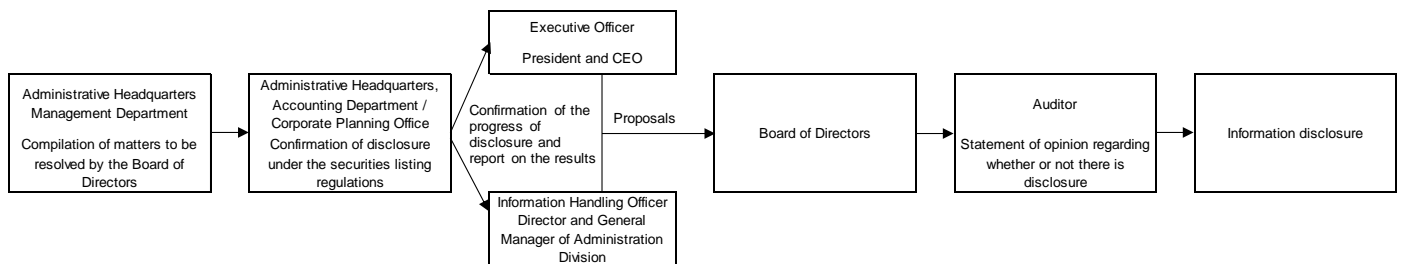 Administrative Headquarters
Management Department
Compilation of matters to be
resolved by the Board of
Directors
Administrative Headquarters,
Accounting Department /
Corporate Planning Office
Confirmation of disclosure
under the securities listing
regulations
Executive Officer
President and CEO
Confirmation of the
progress of
disclosure and
report on the results
Information Handling Officer
Director and General
Manager of Administration
Division
Proposals
Board of Directors
Auditor
Statement of opinion regarding
whether or not there is
disclosure
Information disclosure